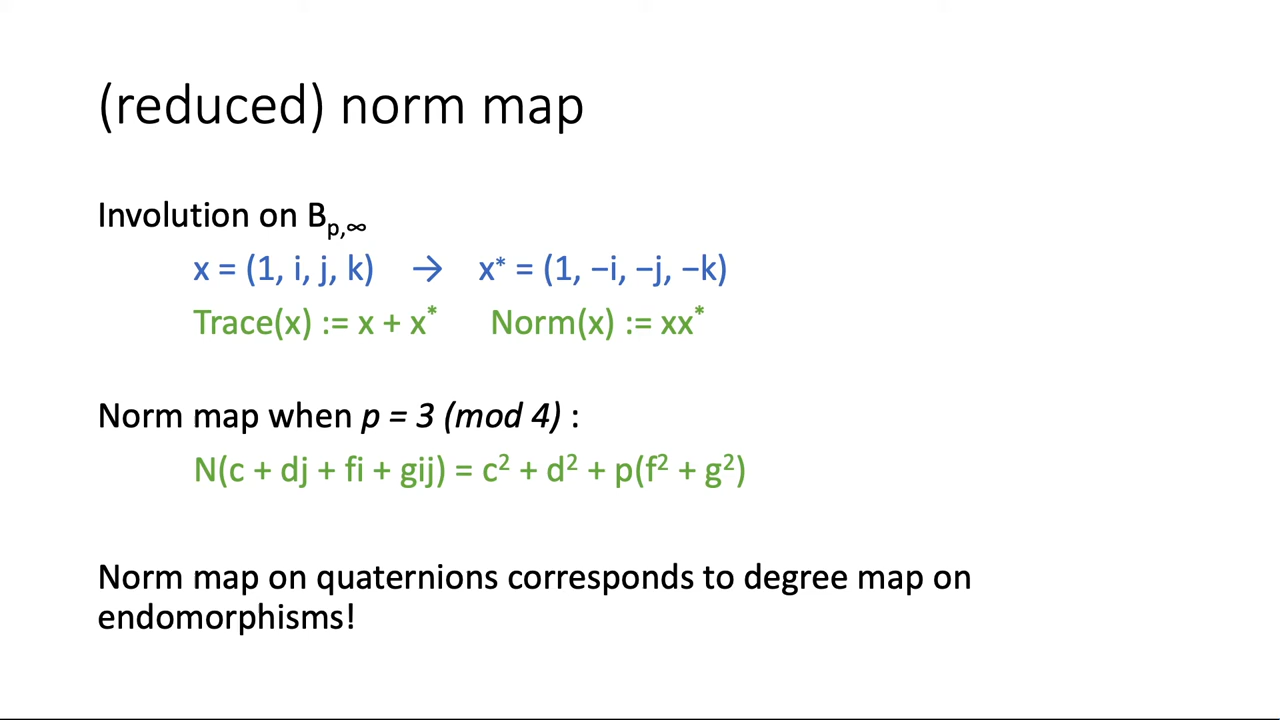 (reduced) norm map
Involution on Bₚ,∞
x = (1, i, j, k) → x* = (1, −i, −j, −k)
Trace(x) := x + x* Norm(x) := xx*
Norm map when p = 3 (mod 4) :
N(c + dj + fi + gij) = c² + d² + p(f² + g²)
Norm map on quaternions corresponds to degree map on
endomorphisms!